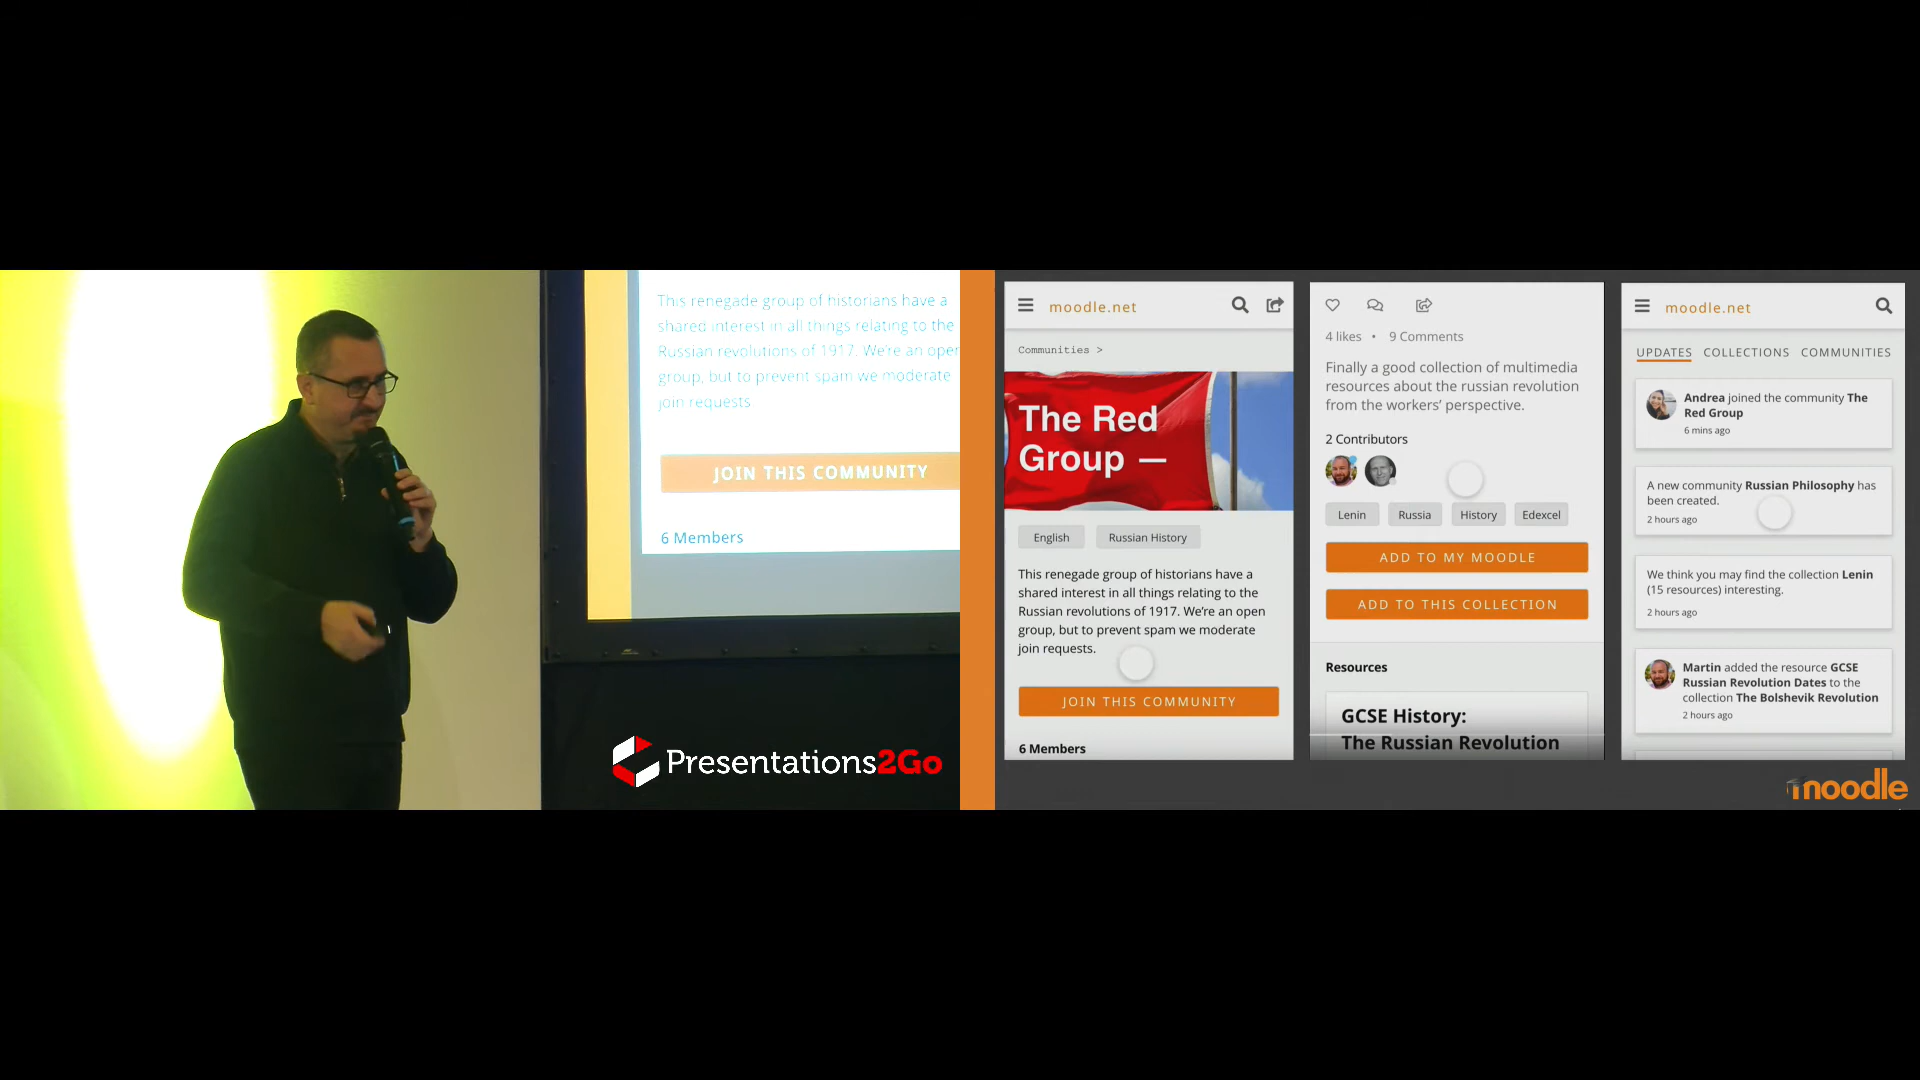 This renegade group of historians have a
shared interest in all things relating to the
Russian revolutions of 1917. We're an open
group, but to prevent spam we moderate
join requests
JOIN THIS COMMUNITY
6 Members
Presentations2Go
moodle.net
Communities >
The Red
Group —
English
Russian History
This renegade group of historians have a
shared interest in all things relating to the
Russian revolutions of 1917. We're an open
group, but to prevent spam we moderate
join requests.
JOIN THIS COMMUNITY
6 Members
4 likes • 9 Comments
Finally a good collection of multimedia
resources about the russian revolution
from the workers' perspective.
2 Contributors
Lenin
Russia
History
Edexcel
ADD TO MY MOODLE
ADD TO THIS COLLECTION
Resources
GCSE History:
The Russian Revolution
moodle.net
UPDATES COLLECTIONS COMMUNITIES
Andrea joined the community The
Red Group
6 mins ago
A new community Russian Philosophy has
been created.
2 hours ago
We think you may find the collection Lenin
(15 resources) interesting.
2 hours ago
Martin added the resource GCSE
Russian Revolution Dates to the
collection The Bolshevik Revolution
2 hours ago
moodle